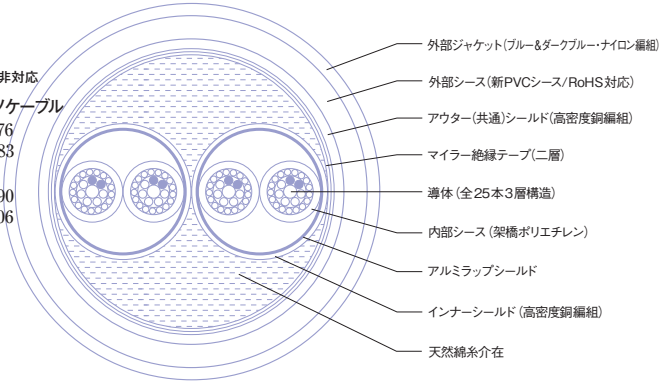 非対応
ノケーブル
76
83
90
06
外部ジャケット(ブルー&ダークブルー・ナイロン編組)
外部シース(新PVCシース/RoHS対応)
アウター(共通)シールド(高密度銅編組)
マイラー絶縁テープ(二層)
導体(全25本3層構造)
内部シース(架橋ポリエチレン)
アルミラップシールド
インナーシールド(高密度銅編組)
天然綿糸介在